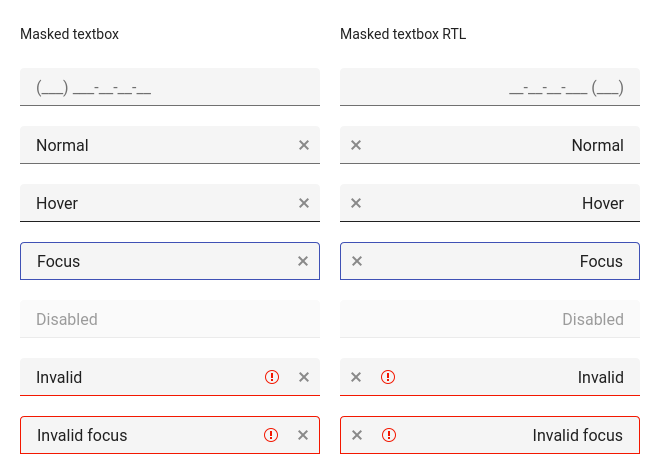 Masked textbox
(___) ___-__-__-__
Normal
Hover
Focus
Disabled
Invalid
Invalid focus
Masked textbox RTL
__-__-__-___ (___)
Normal
Hover
Focus
Disabled
Invalid
Invalid focus